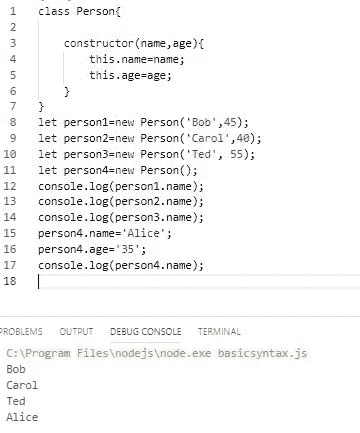 1 class Person{
2
3 constructor(name,age){
4 this.name=name;
5 this.age=age;
6 }
7 }
8 let person1=new Person('Bob',45);
9 let person2=new Person('Carol',40);
10 let person3=new Person('Ted', 55);
11 let person4=new Person();
12 console.log(person1.name);
13 console.log(person2.name);
14 console.log(person3.name);
15 person4.name='Alice';
16 person4.age='35';
17 console.log(person4.name);
18
PROBLEMS OUTPUT DEBUG CONSOLE TERMINAL
C:\Program Files\nodejs\node.exe basicsyntax.js
Bob
Carol
Ted
Alice